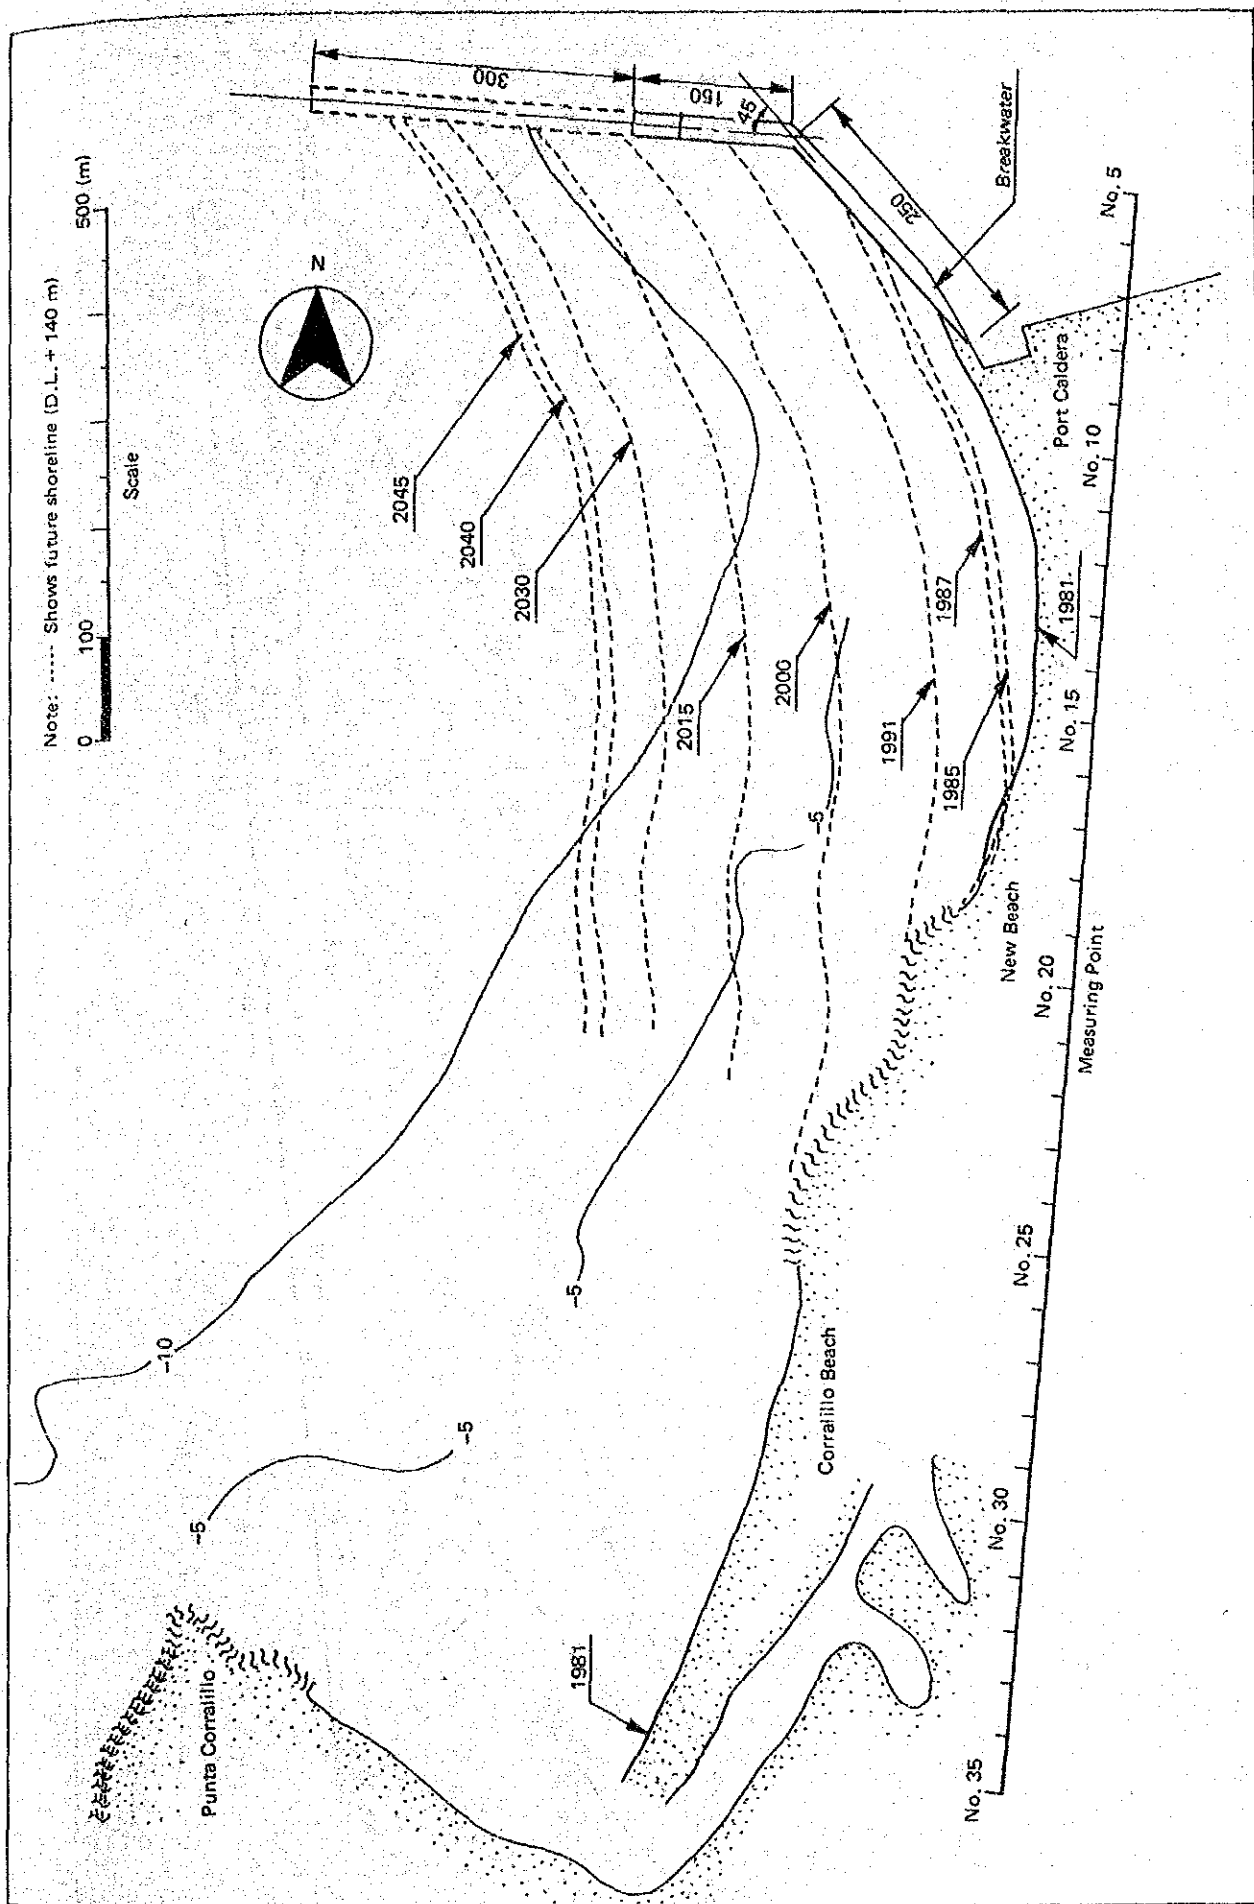 Note: ----- Shows future shoreline (D.L. + 140 m)
0
100
500 (m)
Scale
N
300
150
45
250
Breakwater
2045
2040
2030
2015
2000
1991
1987
1985
1981
-10
-5
-5
-5
-5
Punta Corralillo
1981
Corralillo Beach
New Beach
Port Caldera
No. 35
No. 30
No. 25
No. 20
No. 15
No. 10
No. 5
Measuring Point